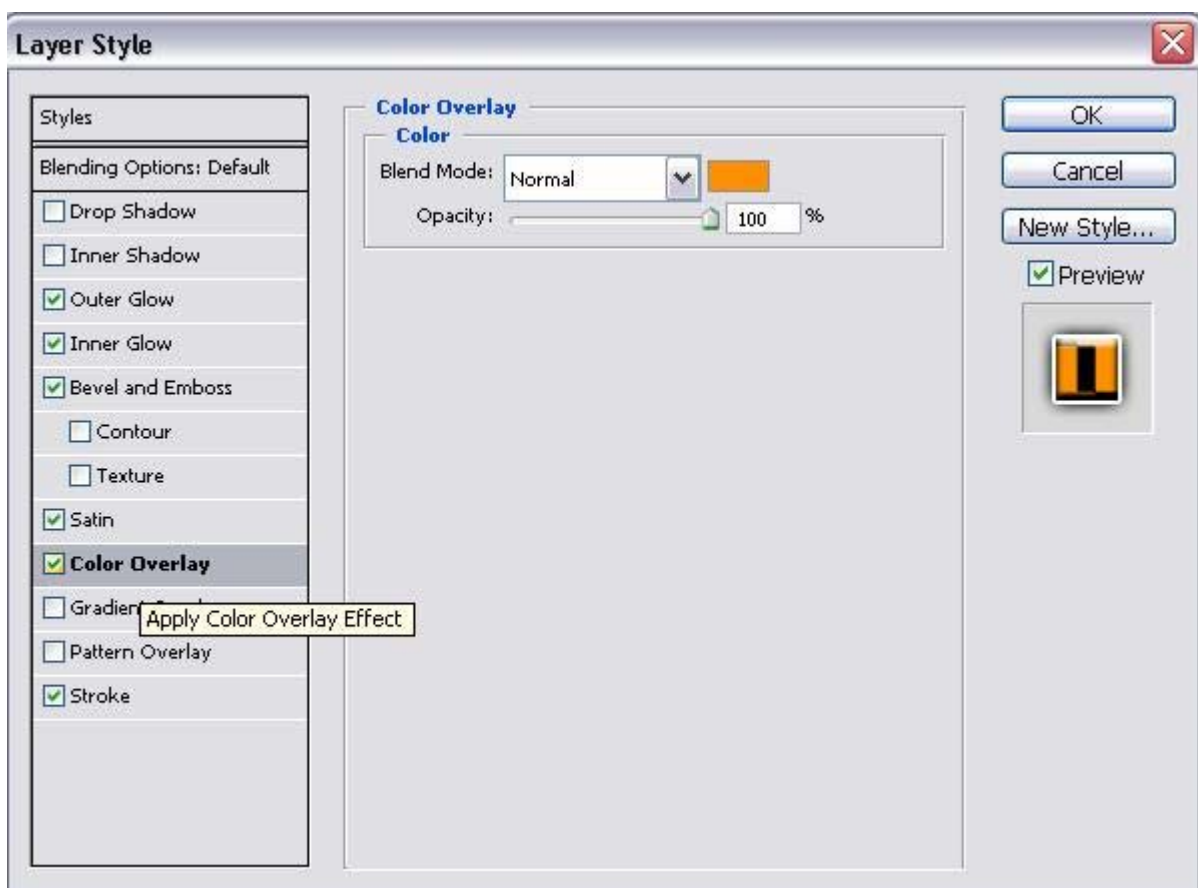 Layer Style
Styles
Blending Options: Default
Drop Shadow
Inner Shadow
Outer Glow
Inner Glow
Bevel and Emboss
Contour
Texture
Satin
Color Overlay
Gradient
Apply Color Overlay Effect
Pattern Overlay
Stroke
Color Overlay
Color
Blend Mode: Normal
Opacity: 100 %
OK
Cancel
New Style...
Preview